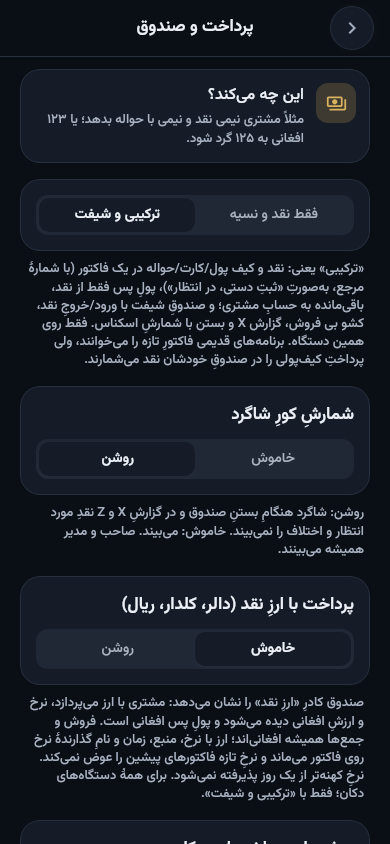 پرداخت و صندوق
این چه می‌کند؟
مثلاً مشتری نیمی نقد و نیمی با حواله بدهد؛ یا ۱۲۳
افغانی به ۱۲۵ گرد شود.
ترکیبی و شیفت
فقط نقد و نسیه
«ترکیبی» یعنی: نقد و کیف پول/کارت/حواله در یک فاکتور (با شمارهٔ
مرجع، به‌صورتِ «ثبتِ دستی، در انتظار»)، پولِ پس فقط از نقد،
باقی‌مانده به حسابِ مشتری؛ و صندوقِ شیفت با ورود/خروجِ نقد،
کشو بی فروش، گزارش X و بستن با شمارشِ اسکناس. فقط روی
همین دستگاه. برنامه‌های قدیمی فاکتورِ تازه را می‌خوانند، ولی
پرداختِ کیف‌پولی را در صندوقِ خودشان نقد می‌شمارند.
شمارشِ کورِ شاگرد
روشن
خاموش
روشن: شاگرد هنگامِ بستنِ صندوق و در گزارشِ X و Z نقدِ مورد
انتظار و اختلاف را نمی‌بیند. خاموش: می‌بیند. صاحب و مدیر
همیشه می‌بینند.
پرداخت با ارزِ نقد (دالر، کلدار، ریال)
روشن
خاموش
صندوق کادرِ «ارزِ نقد» را نشان می‌دهد: مشتری با ارز می‌پردازد، نرخ
و ارزشِ افغانی دیده می‌شود و پولِ پس افغانی است. فروش و
جمع‌ها همیشه افغانی‌اند؛ ارز با نرخ، منبع، زمان و نامِ گذارندهٔ نرخ
روی فاکتور می‌ماند و نرخِ تازه فاکتورهای پیشین را عوض نمی‌کند.
نرخِ کهنه‌تر از یک روز پذیرفته نمی‌شود. برای همهٔ دستگاه‌های
دکان؛ فقط با «ترکیبی و شیفت».